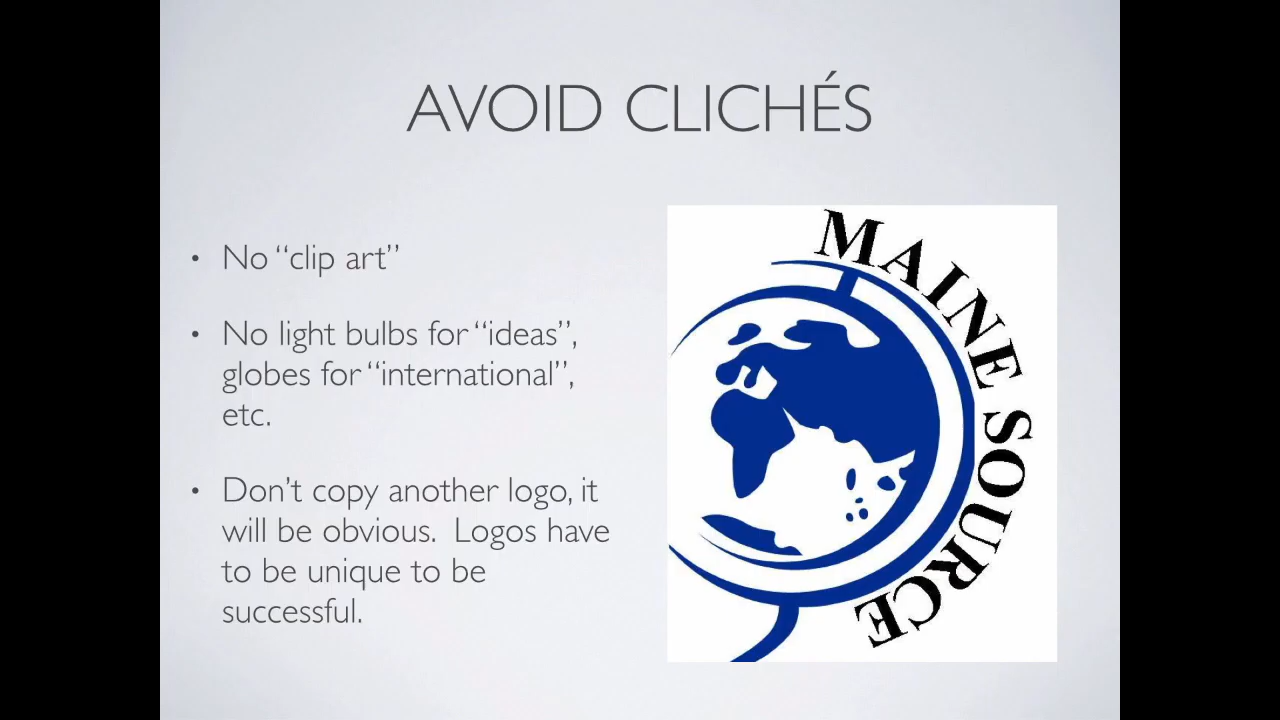 AVOID CLICHÉS
• No “clip art”
• No light bulbs for “ideas”,
globes for “international”,
etc.
• Don’t copy another logo, it
will be obvious.  Logos have
to be unique to be
successful.
MAINE SOURCE